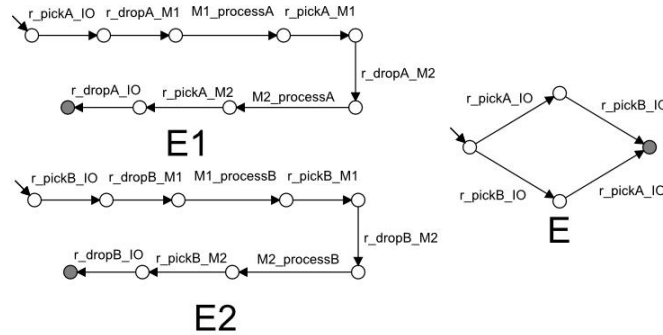 r_pickA_IO r_dropA_M1 M1_processA r_pickA_M1
r_dropA_M2
r_dropA_IO r_pickA_M2 M2_processA
E1
r_pickB_IO r_dropB_M1 M1_processB r_pickB_M1
r_dropB_M2
r_dropB_IO r_pickB_M2 M2_processB
E2
r_pickA_IO r_pickB_IO
r_pickB_IO r_pickA_IO
E